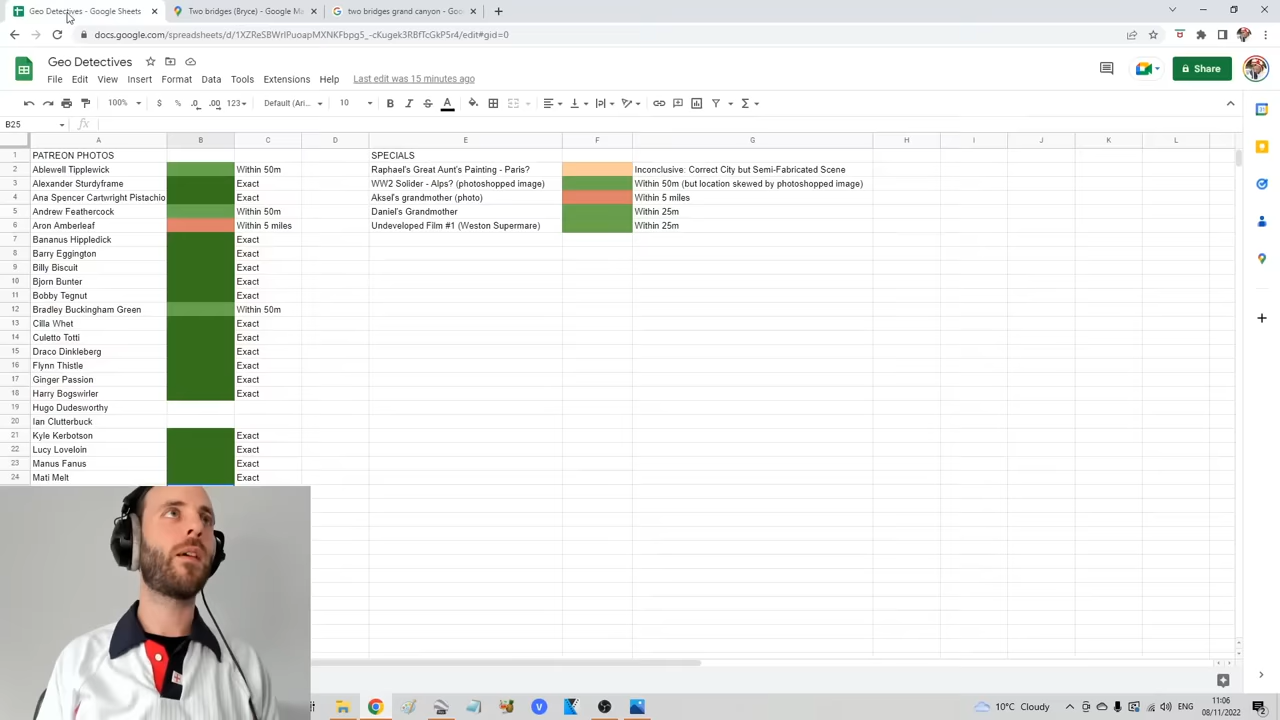 Geo Detectives - Google Sheets
Two bridges (Bryce) - Google Ma
two bridges grand canyon - Goo
docs.google.com/spreadsheets/d/1XZReSBWrIPuoapMXNKFbpg5_-cKugek3RBfTcGkP5r4/edit#gid=0
Geo Detectives
File Edit View Insert Format Data Tools Extensions Help Last edit was 15 minutes ago
Share
100% $ % .0 .00 123 Default (Ari... 10 B I S A
B25
A B C D E F G H I J K L
1 PATREON PHOTOS SPECIALS
2 Ablewell Tipplewick Within 50m Raphael's Great Aunt's Painting - Paris? Inconclusive: Correct City but Semi-Fabricated Scene
3 Alexander Sturdyframe Exact WW2 Solider - Alps? (photoshopped image) Within 50m (but location skewed by photoshopped image)
4 Ana Spencer Cartwright Pistachio Exact Aksel's grandmother (photo) Within 5 miles
5 Andrew Feathercock Within 50m Daniel's Grandmother Within 25m
6 Aron Amberleaf Within 5 miles Undeveloped Film #1 (Weston Supermare) Within 25m
7 Bananus Hippledick Exact
8 Barry Eggington Exact
9 Billy Biscuit Exact
10 Bjorn Bunter Exact
11 Bobby Tegnut Exact
12 Bradley Buckingham Green Within 50m
13 Cilla Whet Exact
14 Culetto Totti Exact
15 Draco Dinkleberg Exact
16 Flynn Thistle Exact
17 Ginger Passion Exact
18 Harry Bogswirler Exact
19 Hugo Dudesworthy
20 Ian Clutterbuck
21 Kyle Kerbotson Exact
22 Lucy Loveloin Exact
23 Manus Fanus Exact
24 Mati Melt Exact
10°C Cloudy ENG 11:06
08/11/2022